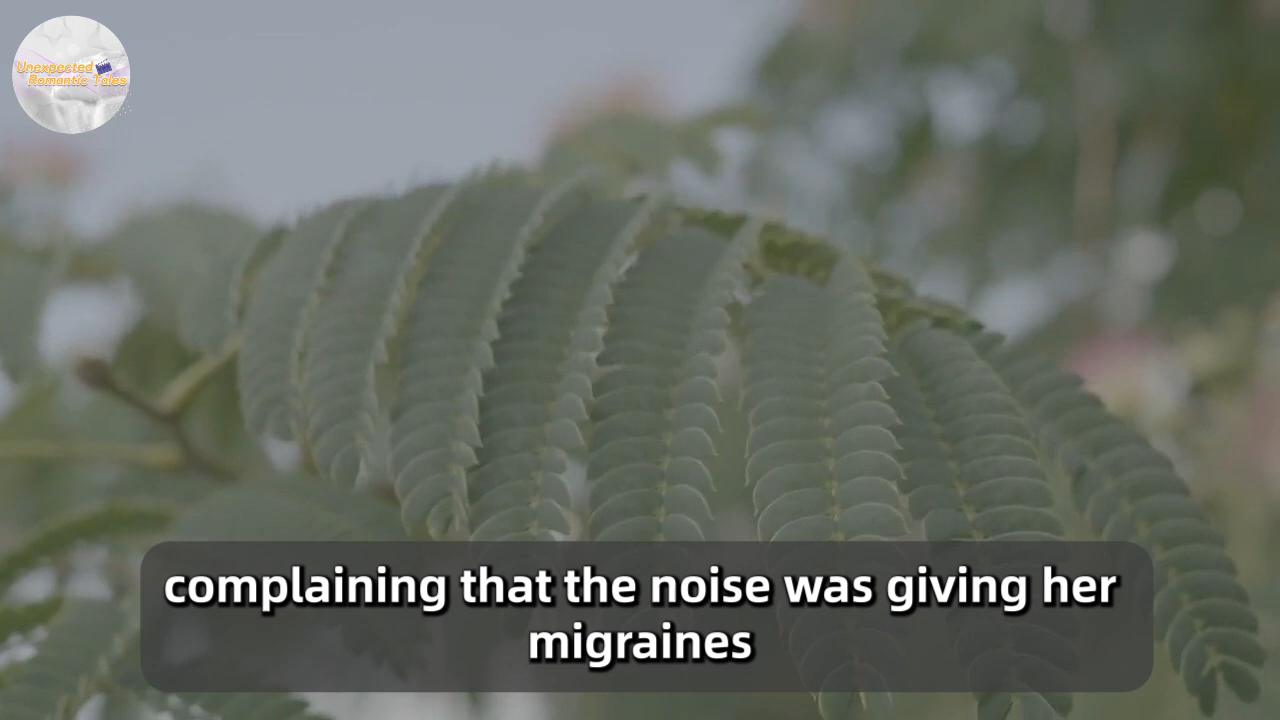 Unexpected
Romantic Tales
complaining that the noise was giving her
migraines